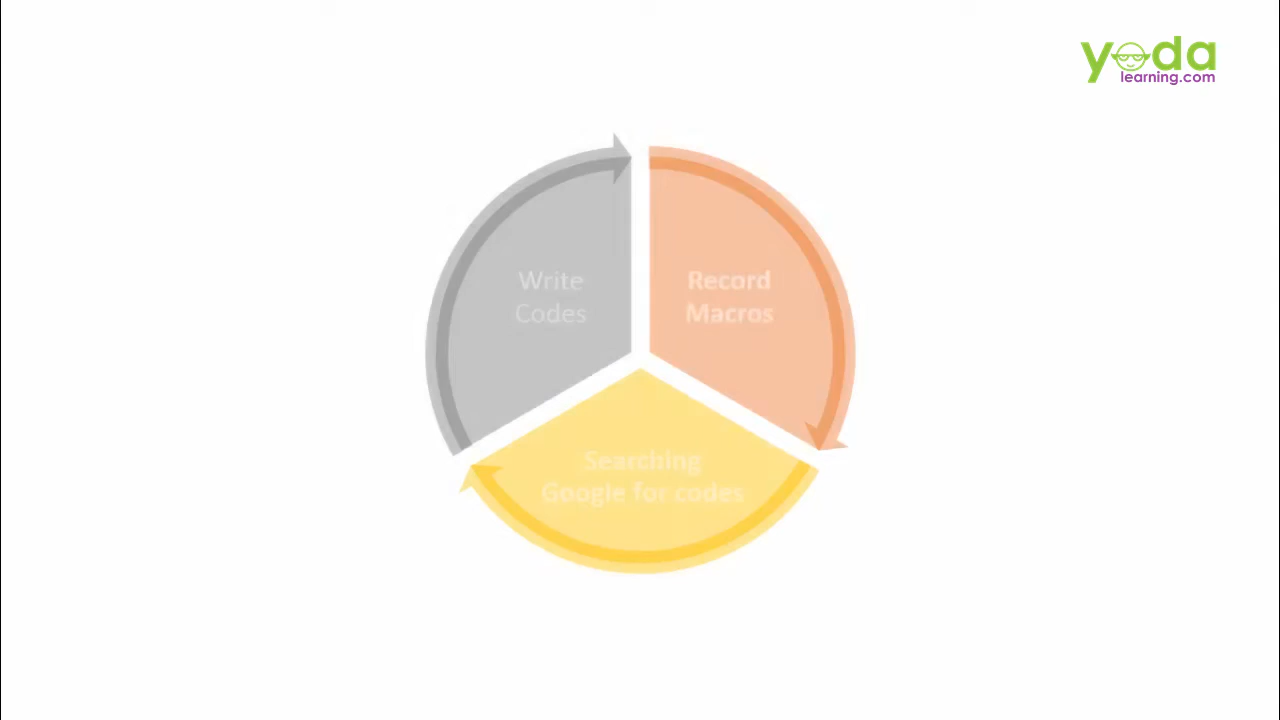 yoda
learning.com
Write
Codes
Record
Macros
Searching
Google for codes